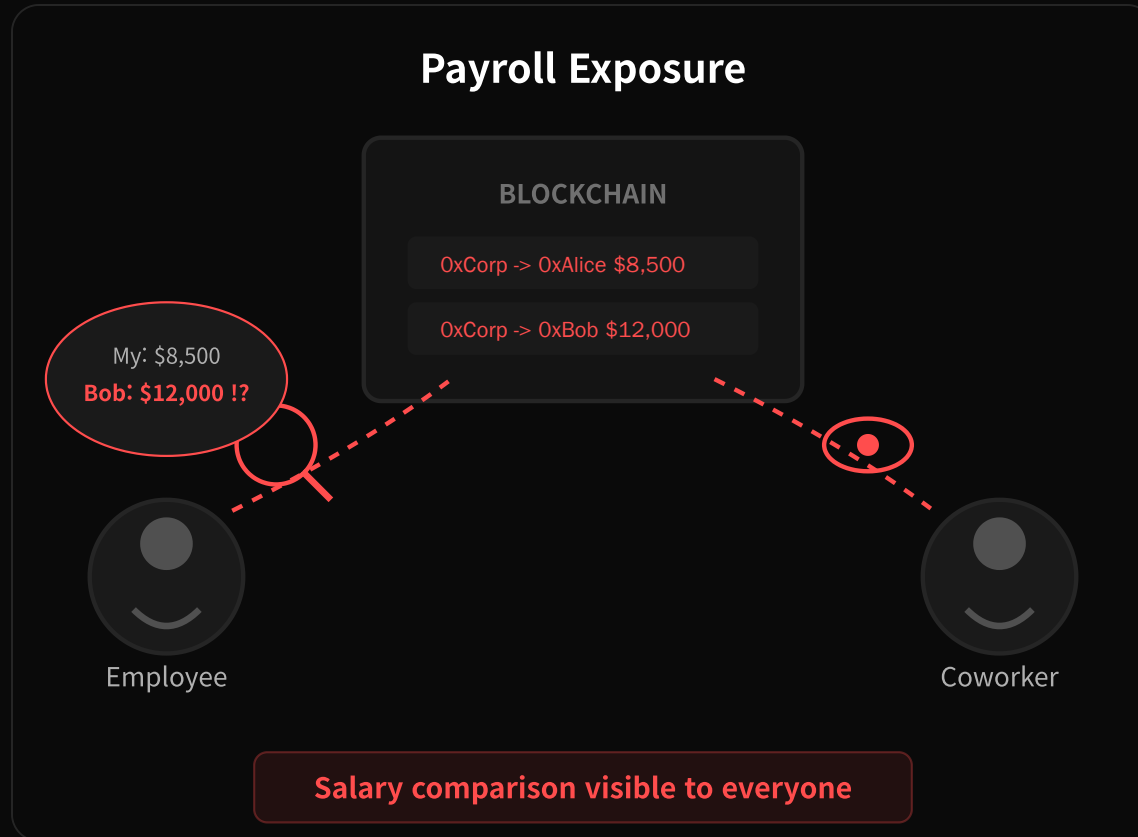 Payroll Exposure
BLOCKCHAIN
0xCorp -> 0xAlice $8,500
0xCorp -> 0xBob $12,000
My: $8,500
Bob: $12,000 !?
Employee
Coworker
Salary comparison visible to everyone